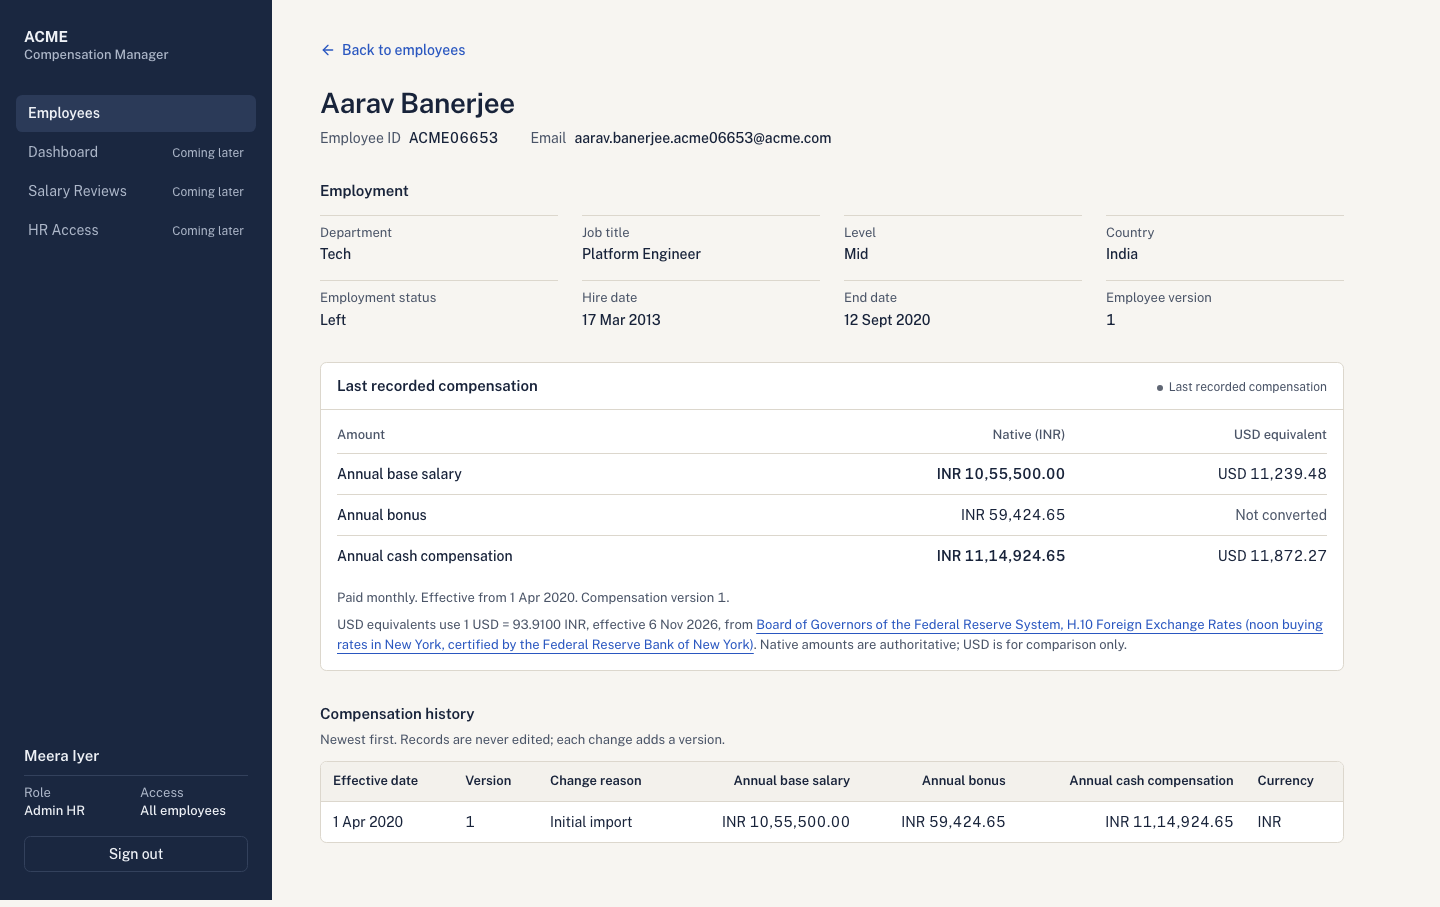 ACME
Compensation Manager
Employees
Dashboard Coming later
Salary Reviews Coming later
HR Access Coming later
Meera Iyer
Role Access
Admin HR All employees
Sign out
← Back to employees
Aarav Banerjee
Employee ID ACME06653 Email aarav.banerjee.acme06653@acme.com
Employment
Department Job title Level Country
Tech Platform Engineer Mid India
Employment status Hire date End date Employee version
Left 17 Mar 2013 12 Sept 2020 1
Last recorded compensation Last recorded compensation
Amount Native (INR) USD equivalent
Annual base salary INR 10,55,500.00 USD 11,239.48
Annual bonus INR 59,424.65 Not converted
Annual cash compensation INR 11,14,924.65 USD 11,872.27
Paid monthly. Effective from 1 Apr 2020. Compensation version 1.
USD equivalents use 1 USD = 93.9100 INR, effective 6 Nov 2026, from Board of Governors of the Federal Reserve System, H.10 Foreign Exchange Rates (noon buying
rates in New York, certified by the Federal Reserve Bank of New York). Native amounts are authoritative; USD is for comparison only.
Compensation history
Newest first. Records are never edited; each change adds a version.
Effective date Version Change reason Annual base salary Annual bonus Annual cash compensation Currency
1 Apr 2020 1 Initial import INR 10,55,500.00 INR 59,424.65 INR 11,14,924.65 INR